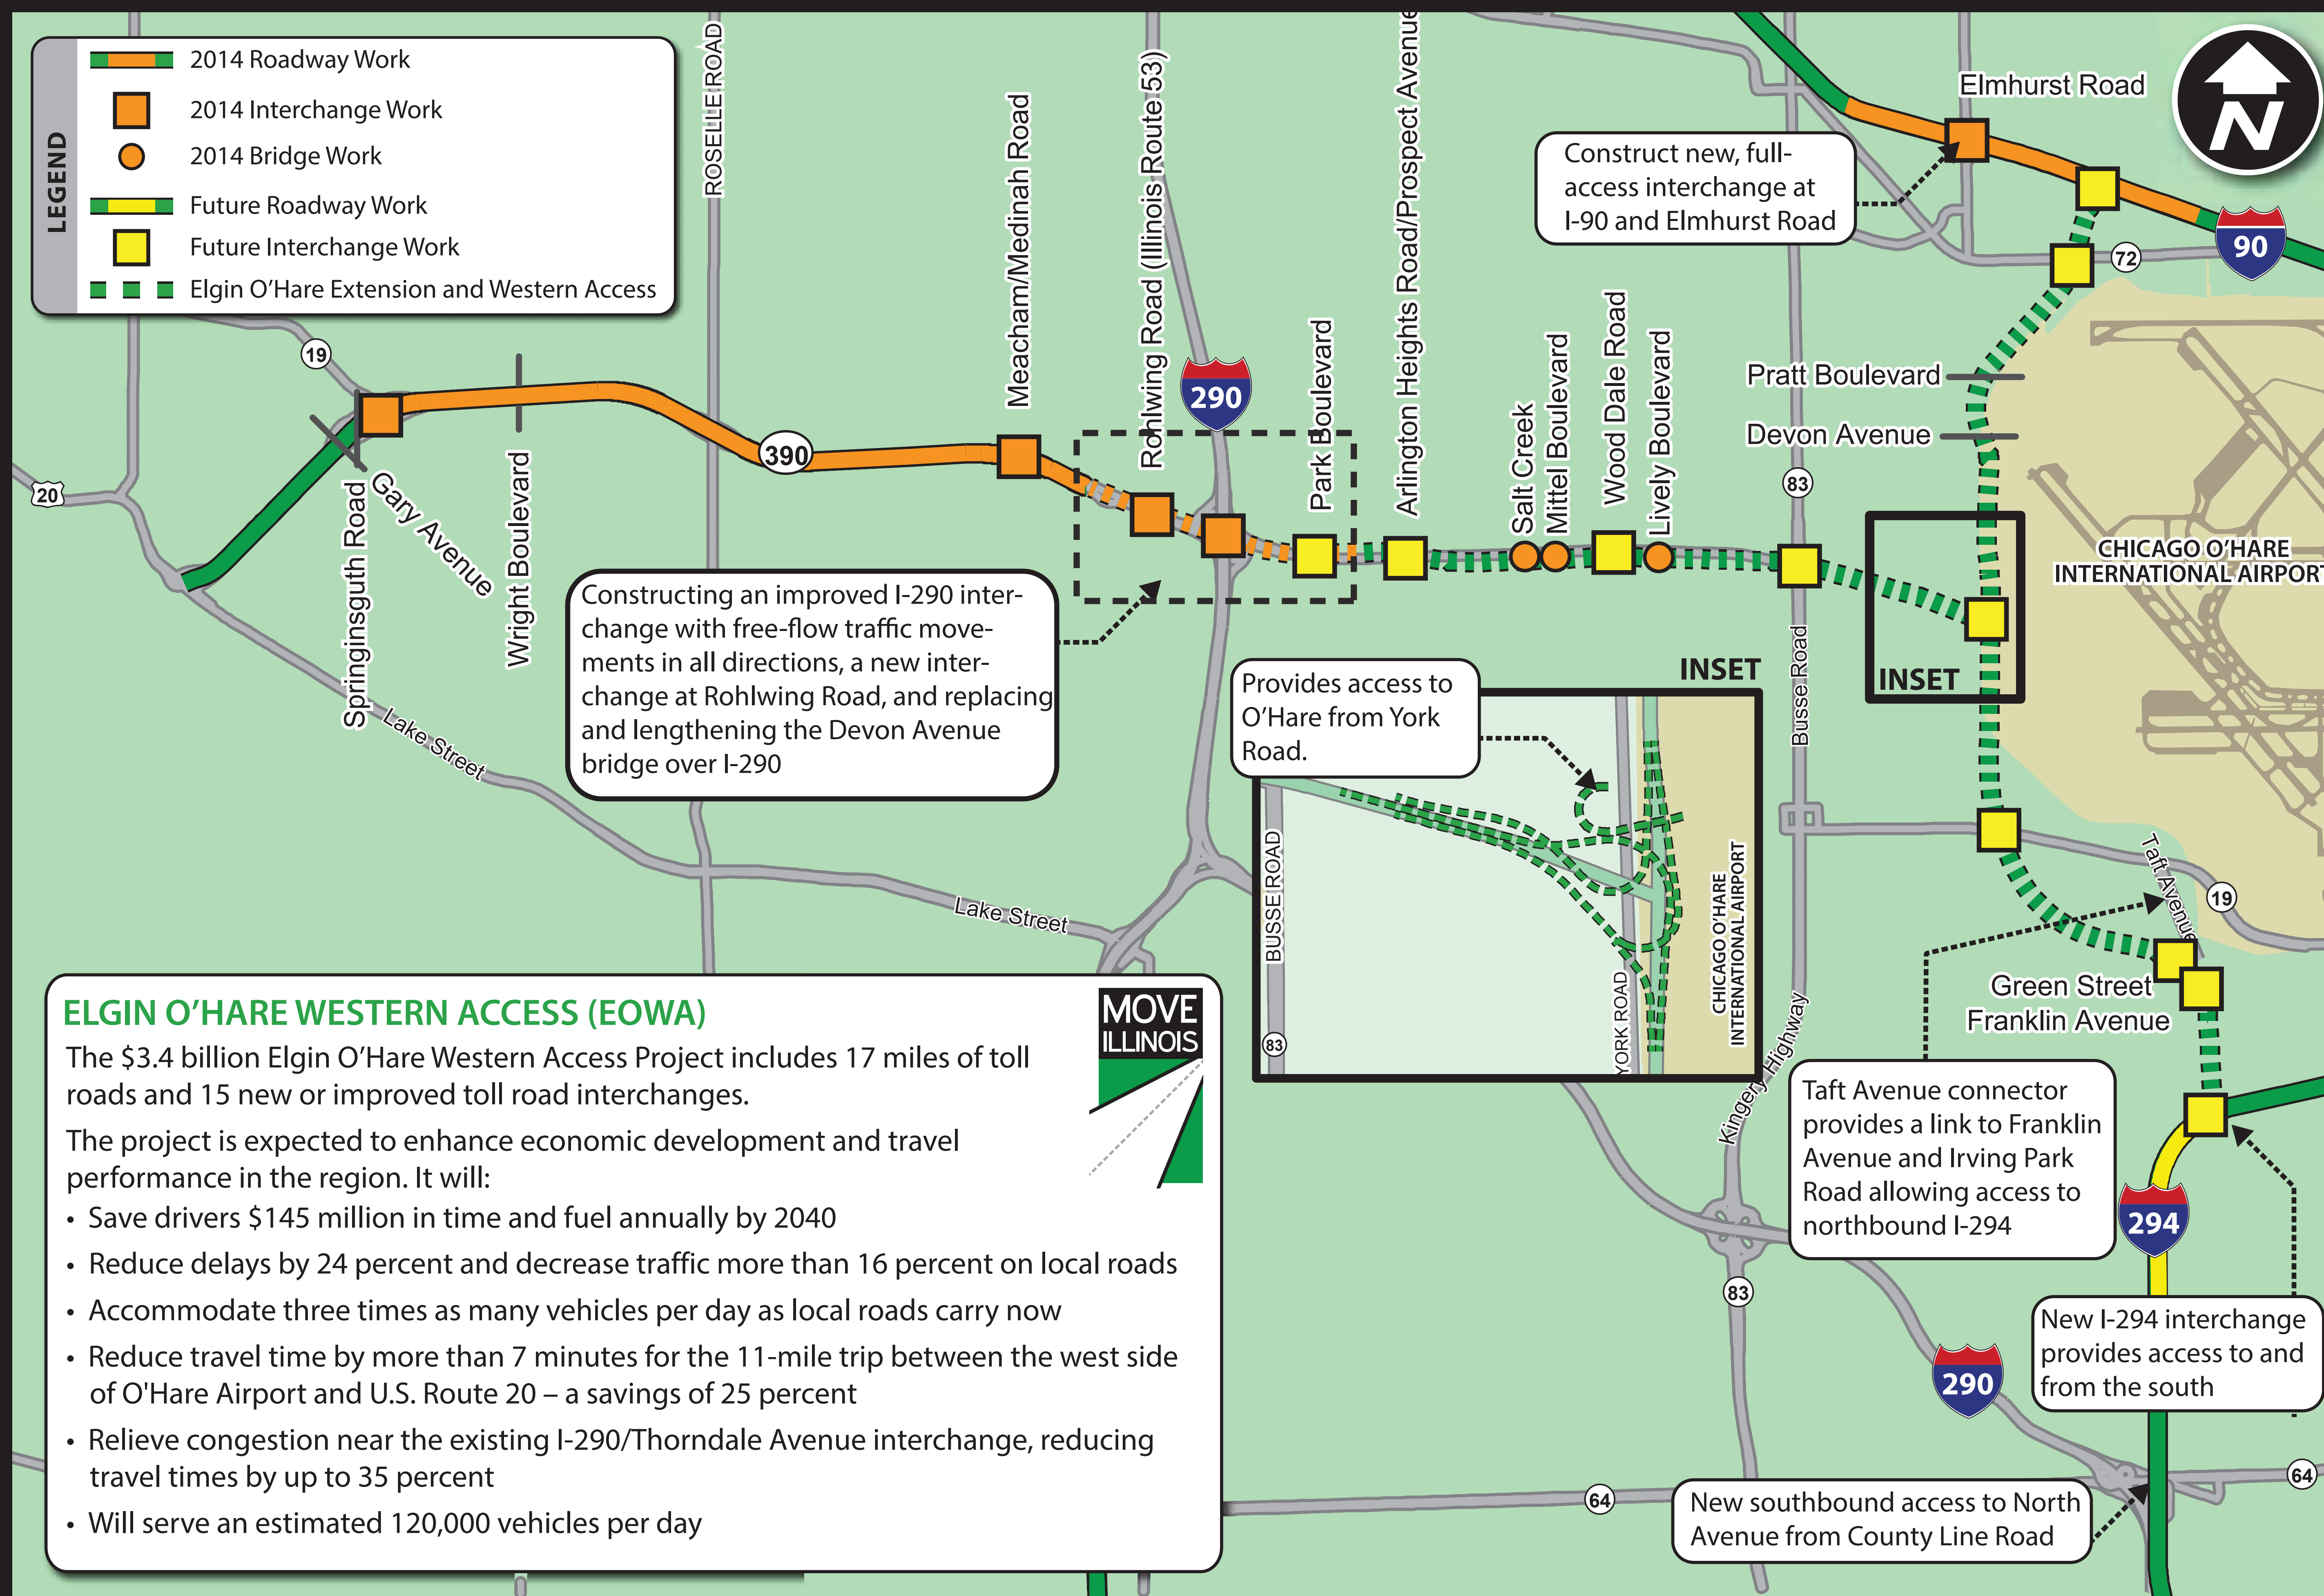 LEGEND
2014 Roadway Work
2014 Interchange Work
2014 Bridge Work
Future Roadway Work
Future Interchange Work
Elgin O’Hare Extension and Western Access
ROSELLE ROAD
Meacham/Medinah Road
Rohlwing Road (Illinois Route 53)
Arlington Heights Road/Prospect Avenue
Elmhurst Road
N
Construct new, full-
access interchange at
I-90 and Elmhurst Road
90
72
19
290
Park Boulevard
Salt Creek
Mittel Boulevard
Wood Dale Road
Lively Boulevard
Pratt Boulevard
Devon Avenue
390
83
20
Springinsguth Road
Gary Avenue
Wright Boulevard
CHICAGO O’HARE
INTERNATIONAL AIRPORT
INSET
Constructing an improved I-290 inter-
change with free-flow traffic move-
ments in all directions, a new inter-
change at Rohlwing Road, and replacing
and lengthening the Devon Avenue
bridge over I-290
Lake Street
Busse Road
INSET
Provides access to
O’Hare from York
Road.
BUSSE ROAD
83
YORK ROAD
CHICAGO O’HARE
INTERNATIONAL AIRPORT
Lake Street
Taft Avenue
19
Green Street
Franklin Avenue
Kingery Highway
Taft Avenue connector
provides a link to Franklin
Avenue and Irving Park
Road allowing access to
northbound I-294
294
83
New I-294 interchange
provides access to and
from the south
290
64
64
New southbound access to North
Avenue from County Line Road
ELGIN O’HARE WESTERN ACCESS (EOWA)
MOVE
ILLINOIS
The $3.4 billion Elgin O’Hare Western Access Project includes 17 miles of toll
roads and 15 new or improved toll road interchanges.
The project is expected to enhance economic development and travel
performance in the region. It will:
• Save drivers $145 million in time and fuel annually by 2040
• Reduce delays by 24 percent and decrease traffic more than 16 percent on local roads
• Accommodate three times as many vehicles per day as local roads carry now
• Reduce travel time by more than 7 minutes for the 11-mile trip between the west side
of O'Hare Airport and U.S. Route 20 – a savings of 25 percent
• Relieve congestion near the existing I-290/Thorndale Avenue interchange, reducing
travel times by up to 35 percent
• Will serve an estimated 120,000 vehicles per day